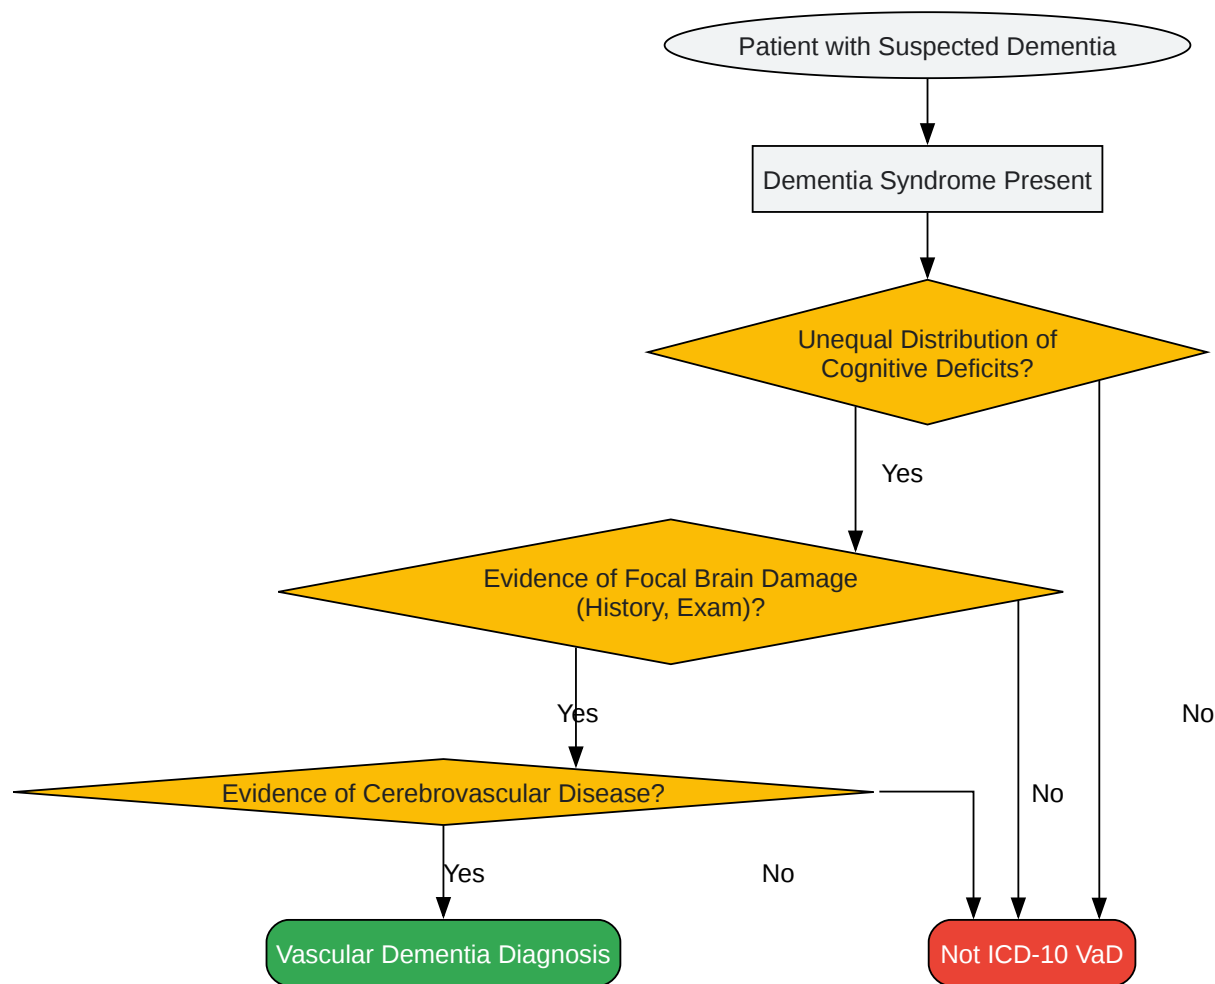 Patient with Suspected Dementia
Dementia Syndrome Present
Unequal Distribution of
Cognitive Deficits?
Yes
Evidence of Focal Brain Damage
(History, Exam)?
Yes
No
Evidence of Cerebrovascular Disease?
No
Yes
No
Vascular Dementia Diagnosis
Not ICD-10 VaD